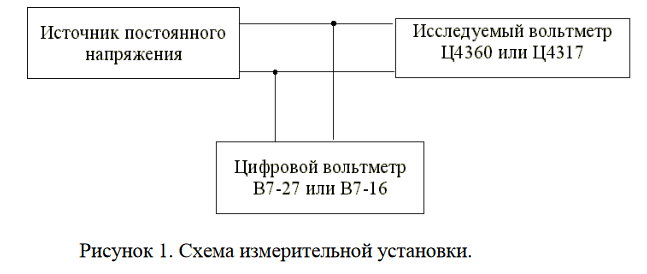 Источник постоянного
напряжения
Исследуемый вольтметр
Ц4360 или Ц4317
Цифровой вольтметр
В7-27 или В7-16
Рисунок 1. Схема измерительной установки.